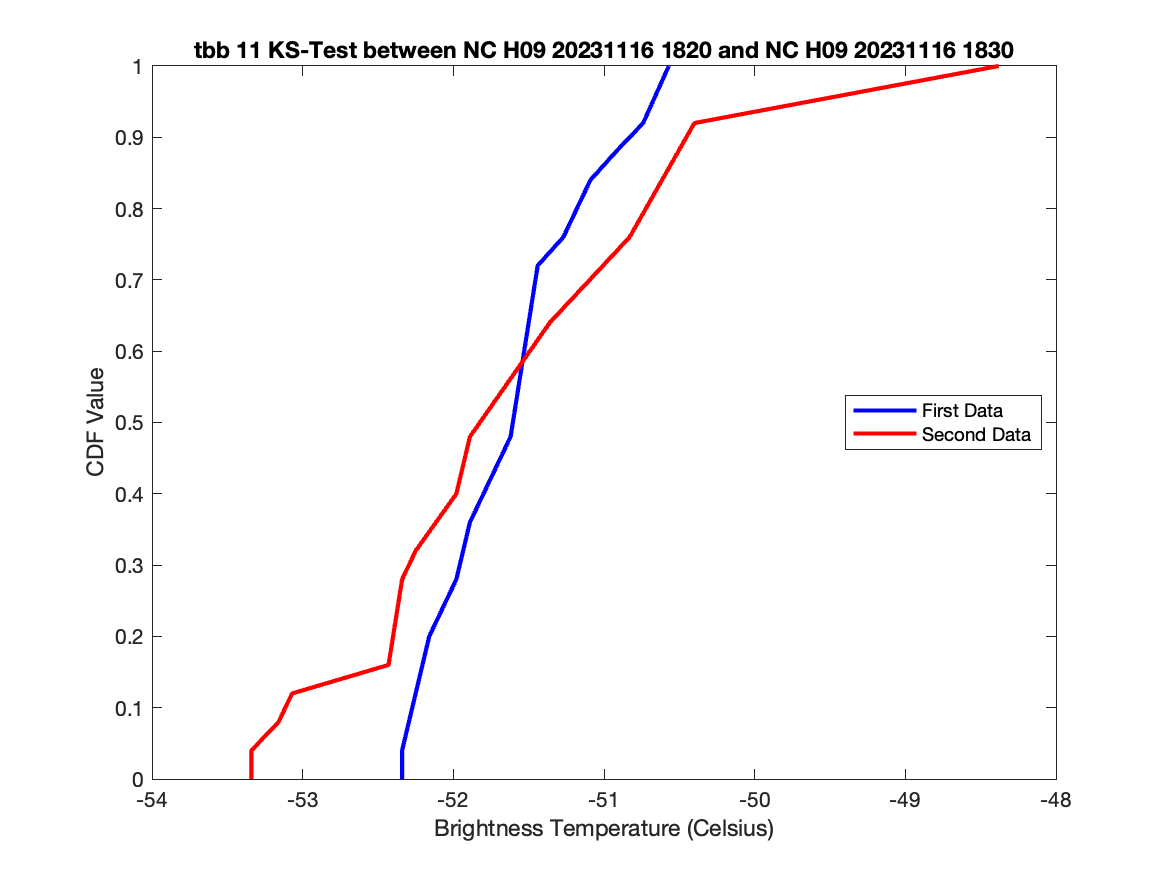 tbb 11 KS-Test between NC H09 20231116 1820 and NC H09 20231116 1830
1
0.9
0.8
0.7
0.6
0.5
0.4
0.3
0.2
0.1
0
CDF Value
First Data
Second Data
-54 -53 -52 -51 -50 -49 -48
Brightness Temperature (Celsius)